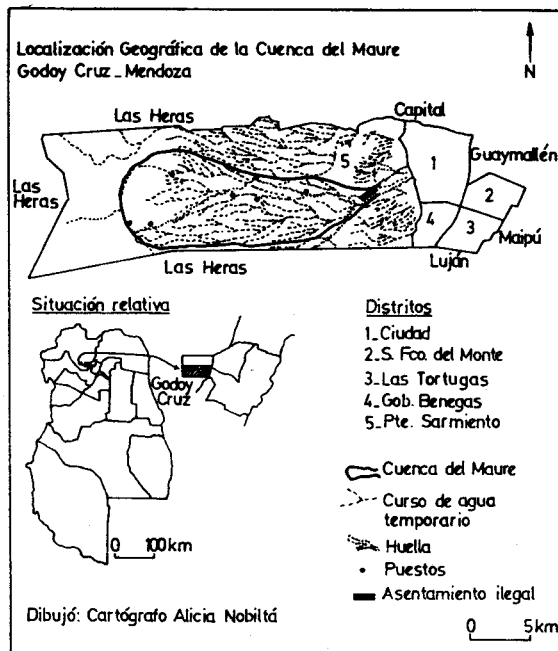 Localización Geográfica de la Cuenca del Maure
Godoy Cruz_Mendoza
N
Las Heras
Capital
Guaymallén
Las Heras
5
1
2
4
3
Maipú
Las Heras
Luján
Situación relativa
Godoy
Cruz
0 100km
Distritos
1_Ciudad
2_S. Fco. del Monte
3_Las Tortugas
4_Gob. Benegas
5_Pte. Sarmiento
Cuenca del Maure
Curso de agua
temporario
Huella
Puestos
Asentamiento ilegal
Dibujó: Cartógrafo Alicia Nobiltá
0 5km